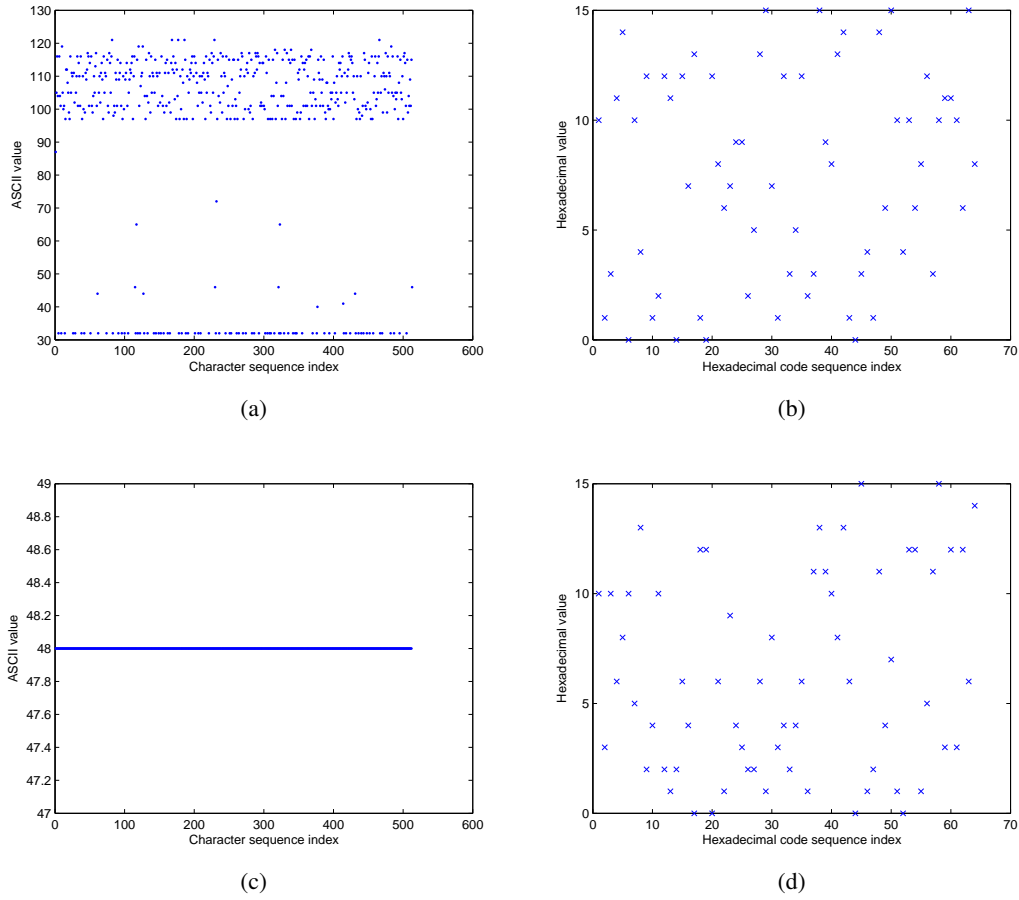 130
120
110
100
90
80
70
60
50
40
30
0 100 200 300 400 500 600
ASCII value
Character sequence index
(a)
15
10
5
0
0 10 20 30 40 50 60 70
Hexadecimal value
Hexadecimal code sequence index
(b)
49
48.8
48.6
48.4
48.2
48
47.8
47.6
47.4
47.2
47
0 100 200 300 400 500 600
ASCII value
Character sequence index
(c)
15
10
5
0
0 10 20 30 40 50 60 70
Hexadecimal value
Hexadecimal code sequence index
(d)